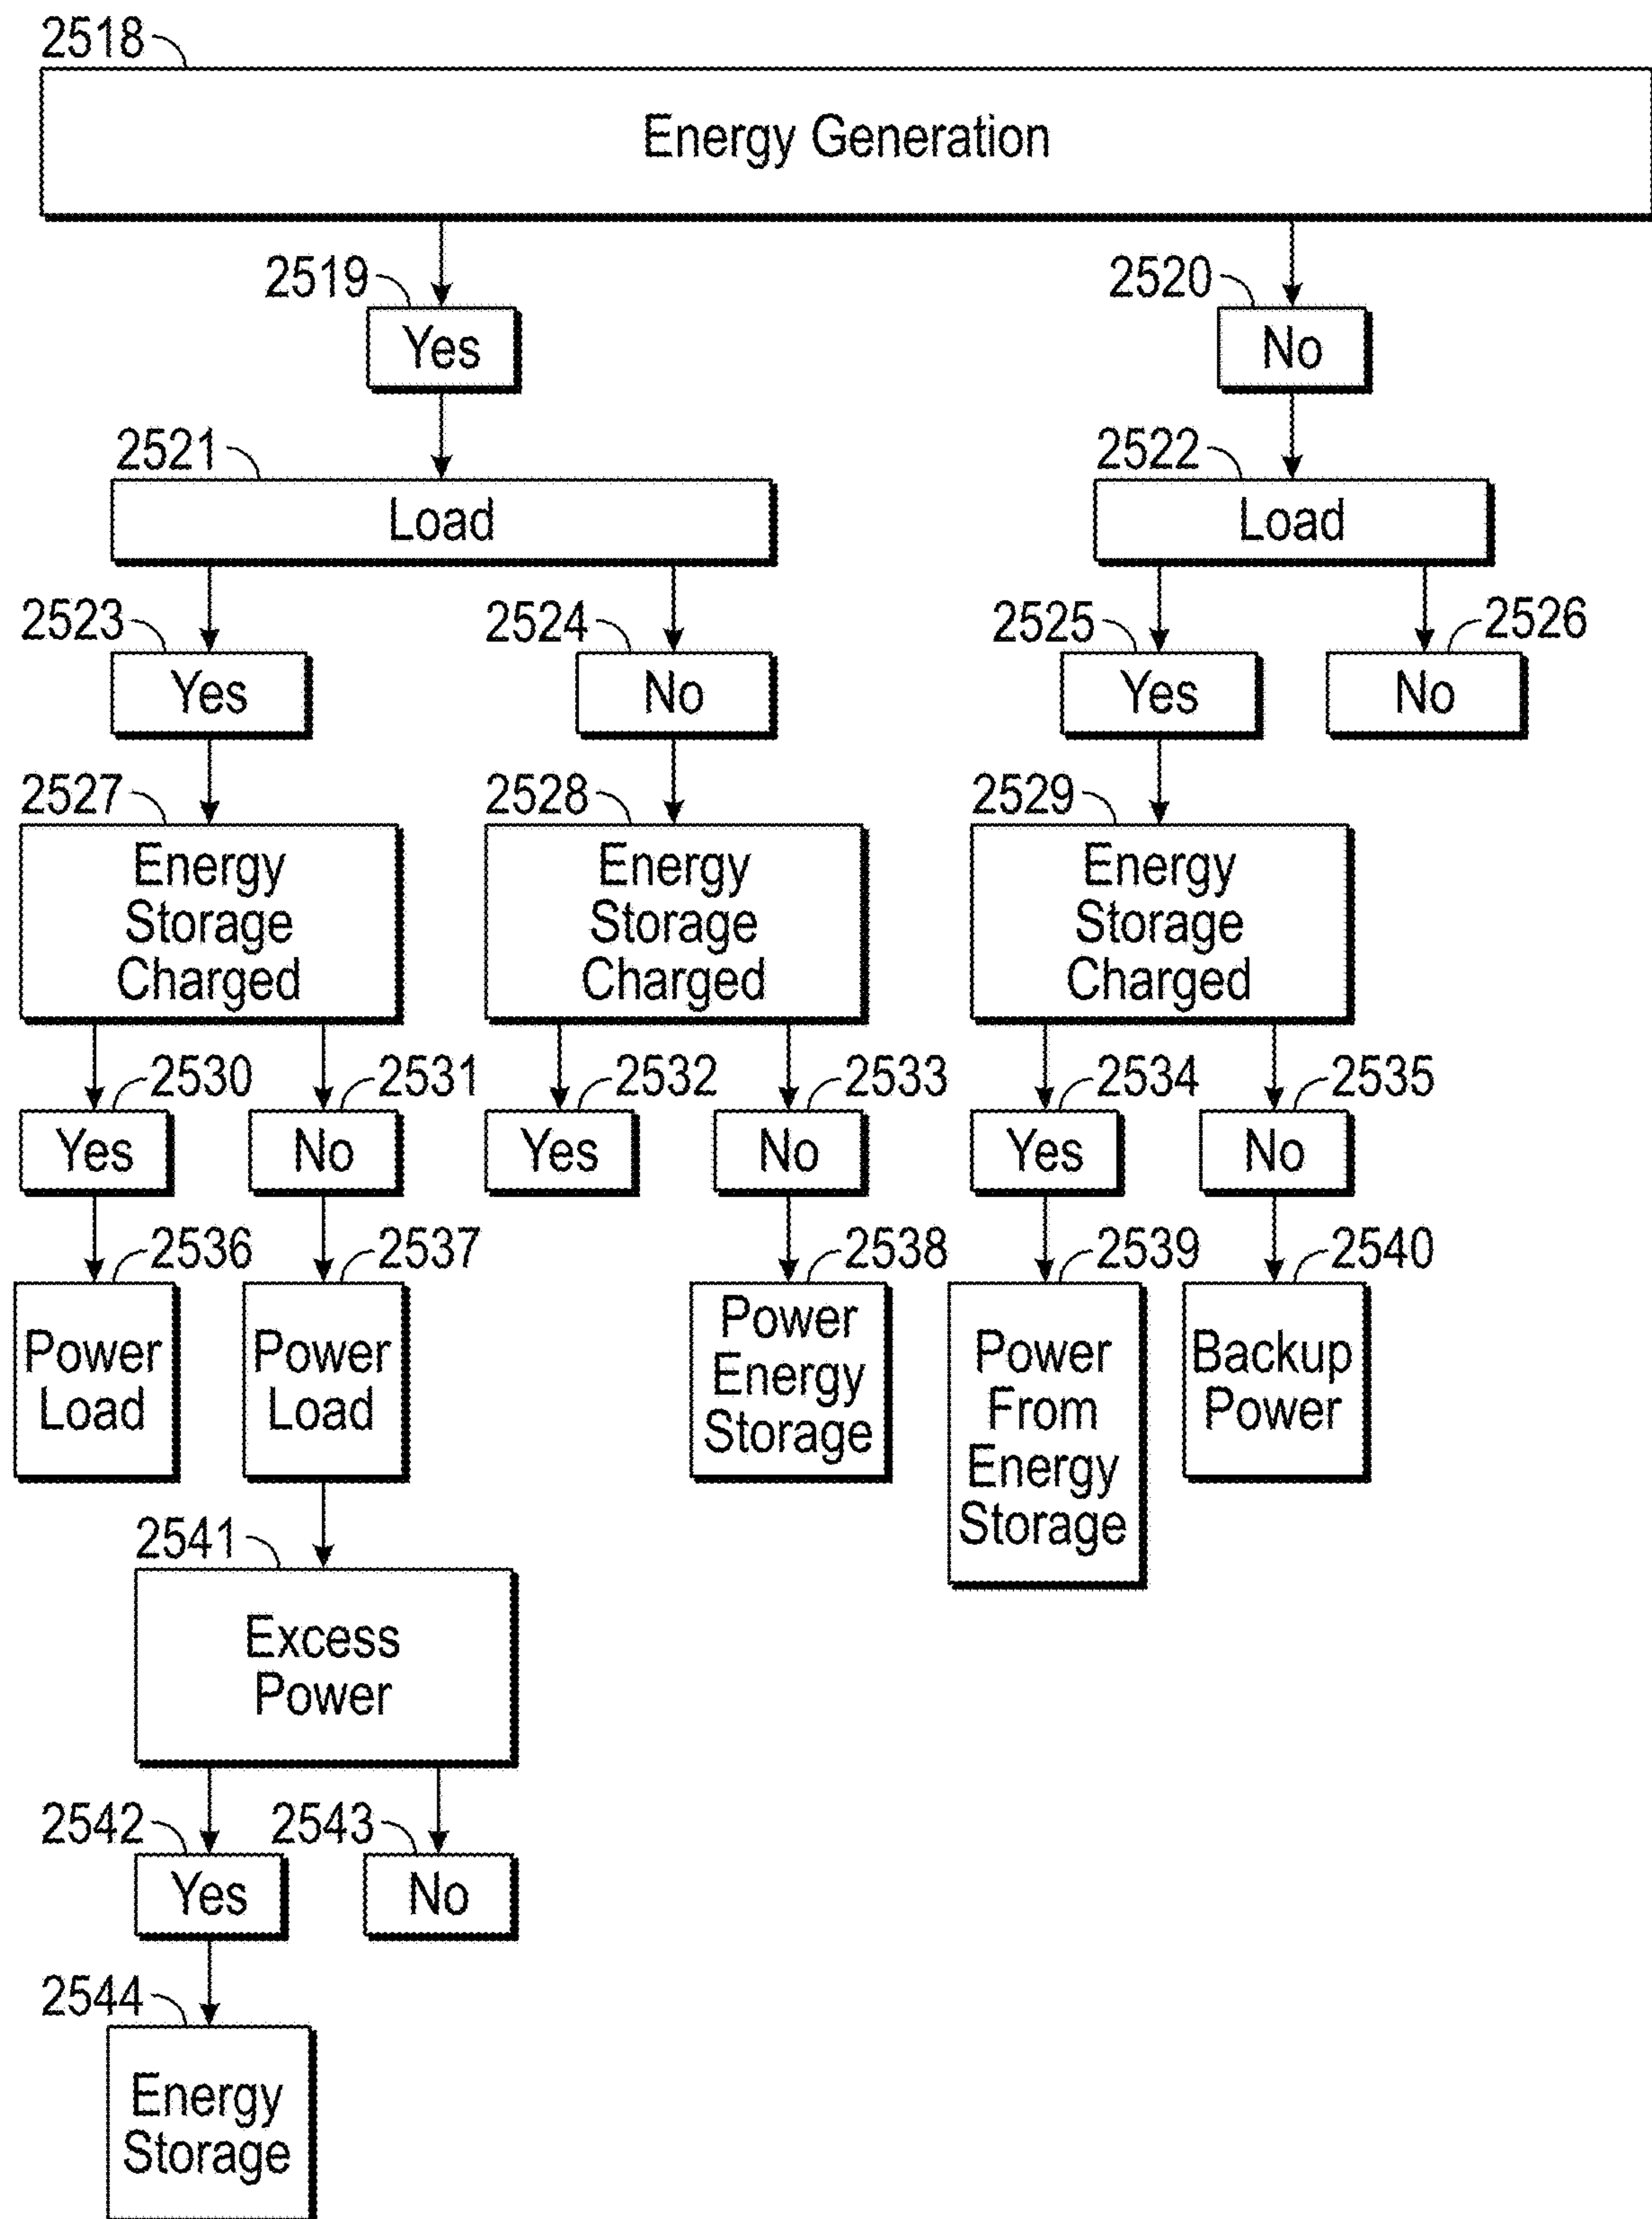 2518
Energy Generation
2519
2520
Yes
No
2521
2522
Load
Load
2523
2524
2525
2526
Yes
No
Yes
No
2527
2528
2529
Energy
Storage
Charged
Energy
Storage
Charged
Energy
Storage
Charged
2530
2531
2532
2533
2534
2535
Yes
No
Yes
No
Yes
No
2536
2537
2538
2539
2540
Power
Load
Power
Load
Power
Energy
Storage
Power
From
Energy
Storage
Backup
Power
2541
Excess
Power
2542
2543
Yes
No
2544
Energy
Storage